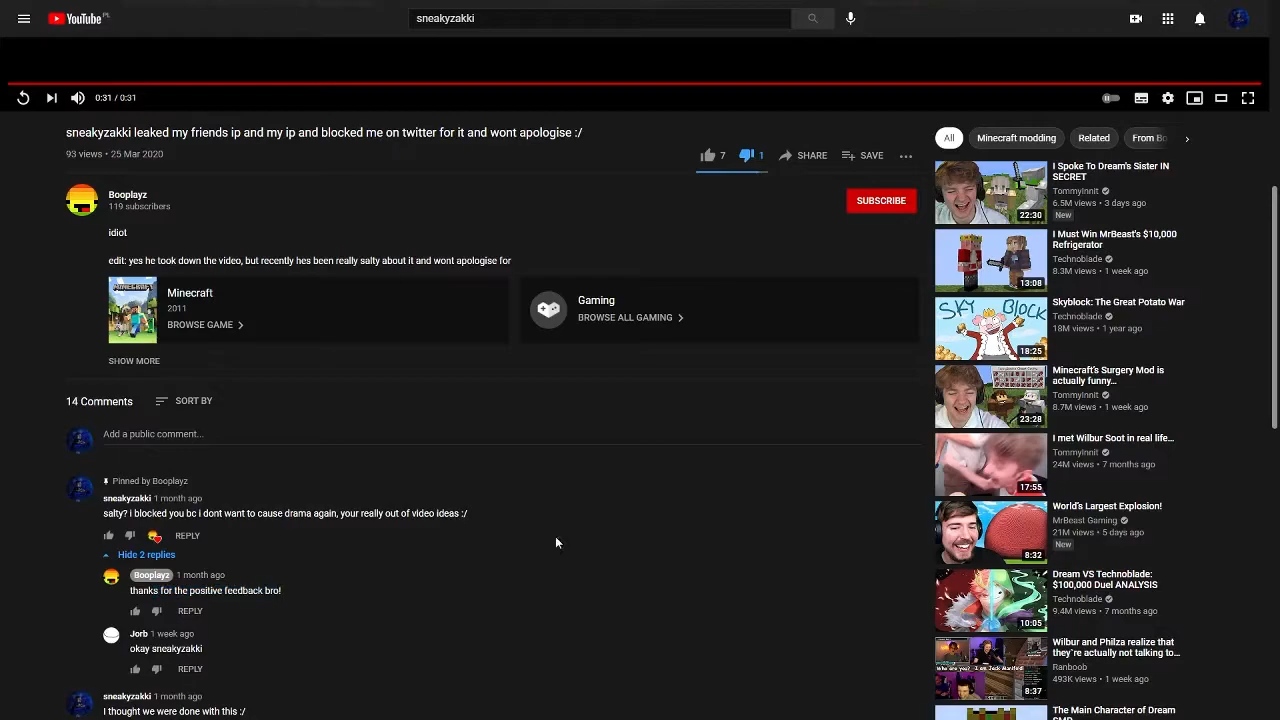 YouTube PL
sneakyzakki
0:31 / 0:31
sneakyzakki leaked my friends ip and my ip and blocked me on twitter for it and wont apologise :/
93 views • 25 Mar 2020
7
1
SHARE
SAVE
Booplayz
119 subscribers
SUBSCRIBE
idiot
edit: yes he took down the video, but recently hes been really salty about it and wont apologise for
MINECRAFT
Minecraft
2011
BROWSE GAME
Gaming
BROWSE ALL GAMING
SHOW MORE
14 Comments
SORT BY
Add a public comment...
Pinned by Booplayz
sneakyzakki 1 month ago
salty? i blocked you bc i dont want to cause drama again, your really out of video ideas :/
REPLY
Hide 2 replies
Booplayz 1 month ago
thanks for the positive feedback bro!
REPLY
Jorb 1 week ago
okay sneakyzakki
REPLY
sneakyzakki 1 month ago
I thought we were done with this :/
All
Minecraft modding
Related
From Bo
22:30
I Spoke To Dream's Sister IN
SECRET
TommyInnit
6.5M views • 3 days ago
New
13:08
I Must Win MrBeast's $10,000
Refrigerator
Technoblade
8.3M views • 1 week ago
SKY BLOCK
18:25
Skyblock: The Great Potato War
Technoblade
18M views • 1 year ago
23:28
Minecraft's Surgery Mod is
actually funny...
TommyInnit
8.7M views • 1 week ago
17:55
I met Wilbur Soot in real life...
TommyInnit
24M views • 7 months ago
8:32
World's Largest Explosion!
MrBeast Gaming
21M views • 5 days ago
New
10:05
Dream VS Technoblade:
$100,000 Duel ANALYSIS
Technoblade
9.4M views • 7 months ago
8:37
Wilbur and Philza realize that
they`re actually not talking to...
Ranboob
493K views • 1 week ago
The Main Character of Dream
SMP